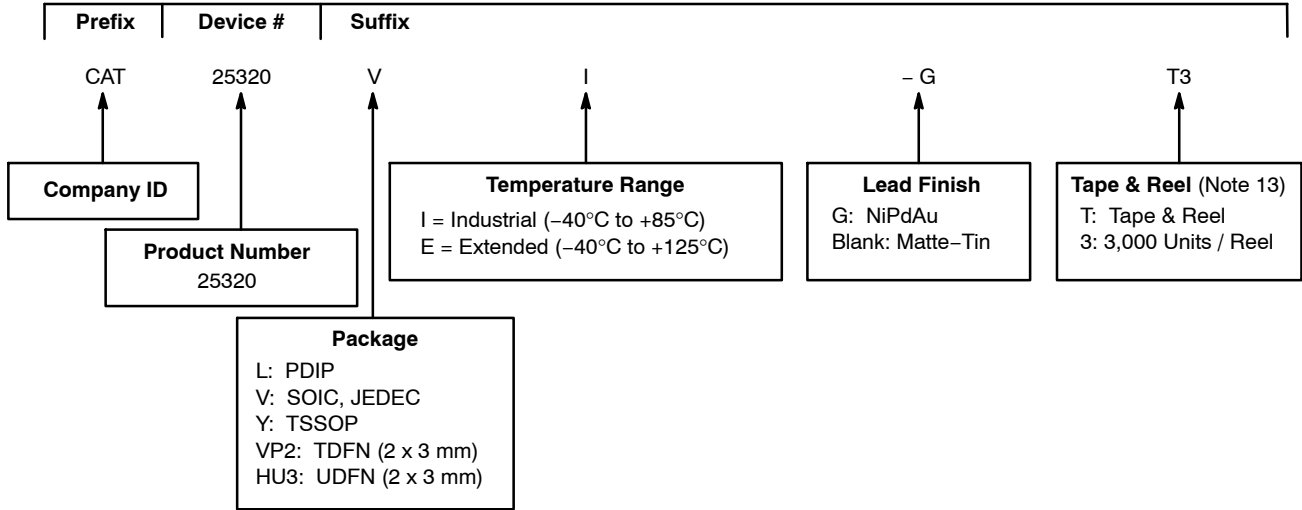 Prefix Device # Suffix
CAT 25320 V I – G T3
Company ID
Product Number
25320
Package
L: PDIP
V: SOIC, JEDEC
Y: TSSOP
VP2: TDFN (2 x 3 mm)
HU3: UDFN (2 x 3 mm)
Temperature Range
I = Industrial (−40°C to +85°C)
E = Extended (−40°C to +125°C)
Lead Finish
G: NiPdAu
Blank: Matte−Tin
Tape & Reel (Note 13)
T: Tape & Reel
3: 3,000 Units / Reel